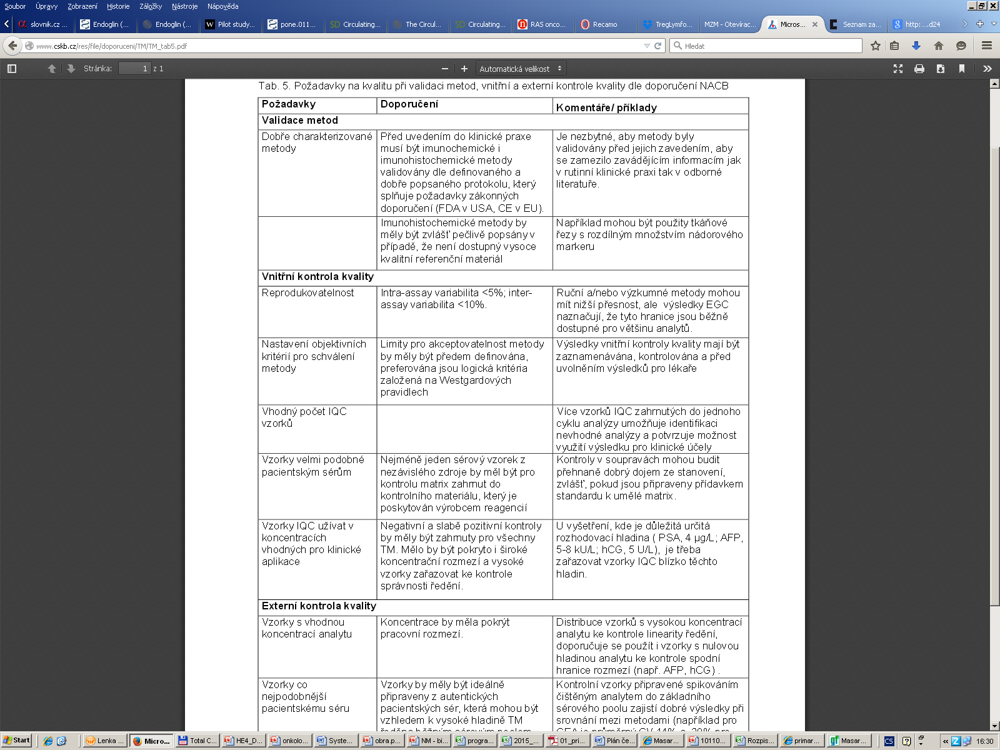 Soubor Úpravy Zobrazení Historie Záložky Nástroje Nápověda
slovnik.cz ... Endoglin (... Endoglin (... Pilot study... pone.011... Circulating... The Circul... Circulating... RAS onco... Recamo TregLymfo... MZM - Otevírac... Micros... Seznam za... http:....d24
www.cskb.cz/res/file/doporuceni/TM/TM_tab5.pdf Hledat
Stránka: 1 z 1 Automatická velikost
Tab. 5. Požadavky na kvalitu při validaci metod, vnitřní a externí kontrole kvality dle doporučení NACB
Požadavky Doporučení Komentáře/ příklady
Validace metod
Dobře charakterizované
metody
Před uvedením do klinické praxe
musí být imunochemické i
imunohistochemické metody
validovány dle definovaného a
dobře popsaného protokolu, který
splňuje požadavky zákonných
doporučení (FDA v USA, CE v EU).
Je nezbytné, aby metody byly
validovány před jejich zavedením, aby
se zamezilo zavádějícím informacím jak
v rutinní klinické praxi tak v odborné
literatuře.
Imunohistochemické metody by
měly být zvlášť pečlivě popsány v
případě, že není dostupný vysoce
kvalitní referenční materiál
Například mohou být použity tkáňové
řezy s rozdílným množstvím nádorového
markeru
Vnitřní kontrola kvality
Reprodukovatelnost
Intra-assay variabilita <5%; inter-
assay variabilita <10%.
Ruční a/nebo výzkumné metody mohou
mít nižší přesnost, ale výsledky EGC
naznačují, že tyto hranice jsou běžně
dostupné pro většinu analytů.
Nastavení objektivních
kritérií pro schválení
metody
Limity pro akceptovatelnost metody
by měly být předem definována,
preferována jsou logická kritéria
založená na Westgardových
pravidlech
Výsledky vnitřní kontroly kvality mají být
zaznamenávána, kontrolována a před
uvolněním výsledků pro lékaře
Vhodný počet IQC
vzorků
Více vzorků IQC zahrnutých do jednoho
cyklu analýzy umožňuje identifikaci
nevhodné analýzy a potvrzuje možnost
využití výsledku pro klinické účely
Vzorky velmi podobné
pacientským sérům
Nejméně jeden sérový vzorek z
nezávislého zdroje by měl být pro
kontrolu matrix zahrnut do
kontrolního materiálu, který je
poskytován výrobcem reagencií
Kontroly v soupravách mohou budit
přehnaně dobrý dojem ze stanovení,
zvlášť, pokud jsou připraveny přídavkem
standardu k umělé matrix.
Vzorky IQC užívat v
koncentracích
vhodných pro klinické
aplikace
Negativní a slabě pozitivní kontroly
by měly být zahrnuty pro všechny
TM. Mělo by být pokryto i široké
koncentrační rozmezí a vysoké
vzorky zařazovat ke kontrole
správnosti ředění.
U vyšetření, kde je důležitá určitá
rozhodovací hladina ( PSA, 4 µg/L; AFP,
5-8 kU/L; hCG, 5 U/L), je třeba
zařazovat vzorky IQC blízko těchto
hladin.
Externí kontrola kvality
Vzorky s vhodnou
koncentrací analytu
Koncentrace by měla pokrýt
pracovní rozmezí.
Distribuce vzorků s vysokou koncentrací
analytu ke kontrole linearity ředění,
doporučuje se použít i vzorky s nulovou
hladinou analytu ke kontrole spodní
hranice rozmezí (např. AFP, hCG) .
Vzorky co
nejpodobnější
pacientskému séru
Vzorky by měly být ideálně
připraveny z autentických
pacientských sér, která mohou být
vzhledem k vysoké hladině TM
Kontrolní vzorky připravené spikováním
čištěným analytem do základního
sérového poolu zajistí dobré výsledky při
srovnání mezi metodami (například pro
Start Lenka ... Micro... Total C... HE4_D... onkolo... Syste... obra.p... NM - bi... progra... 2015_... 01_pri... Plán če... Masar... 10110... Rozpis... primar... Masar... CS 16:30